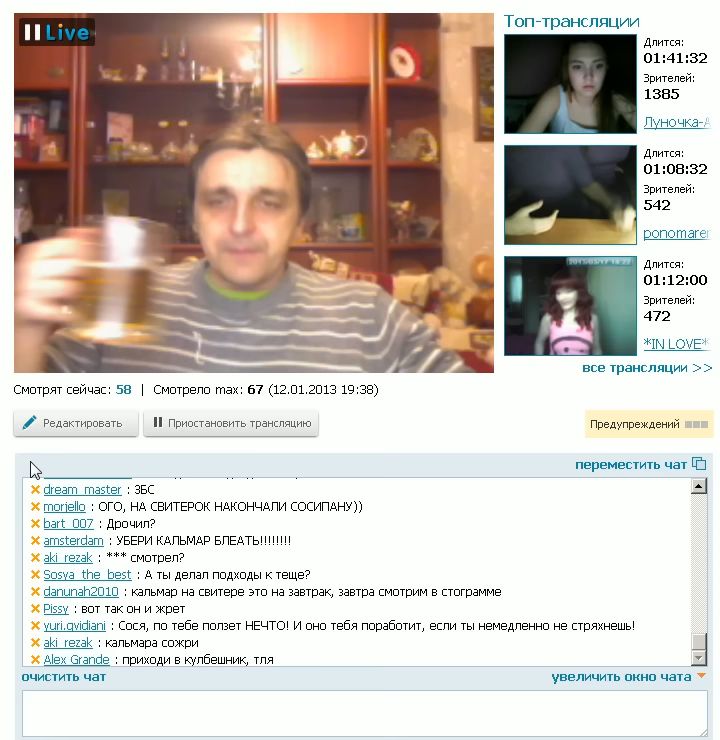 Live
Топ-трансляции
Длится:
01:41:32
Зрителей:
1385
Луночка-А
Длится:
01:08:32
Зрителей:
542
ponomarer
Длится:
01:12:00
Зрителей:
472
*IN LOVE*
все трансляции >>
Смотрят сейчас: 58 | Смотрело max: 67 (12.01.2013 19:38)
Редактировать
Приостановить трансляцию
Предупреждений
переместить чат
dream_master : ЗБС
morjello : ОГО, НА СВИТЕРОК НАКОНЧАЛИ СОСИПАНУ))
bart_007 : Дрочил?
amsterdam : УБЕРИ КАЛЬМАР БЛЕАТЬ!!!!!!!!
aki_rezak : *** смотрел?
Sosya_the_best : А ты делал подходы к теще?
danunah2010 : кальмар на свитере это на завтрак, завтра смотрим в стограмме
Pissy : вот так он и жрет
yuri.gvidiani : Сося, по тебе ползет НЕЧТО! И оно тебя поработит, если ты немедленно не стряхнешь!
aki_rezak : кальмара сожри
Alex Grande : приходи в кулбешник, тля
очистить чат
увеличить окно чата